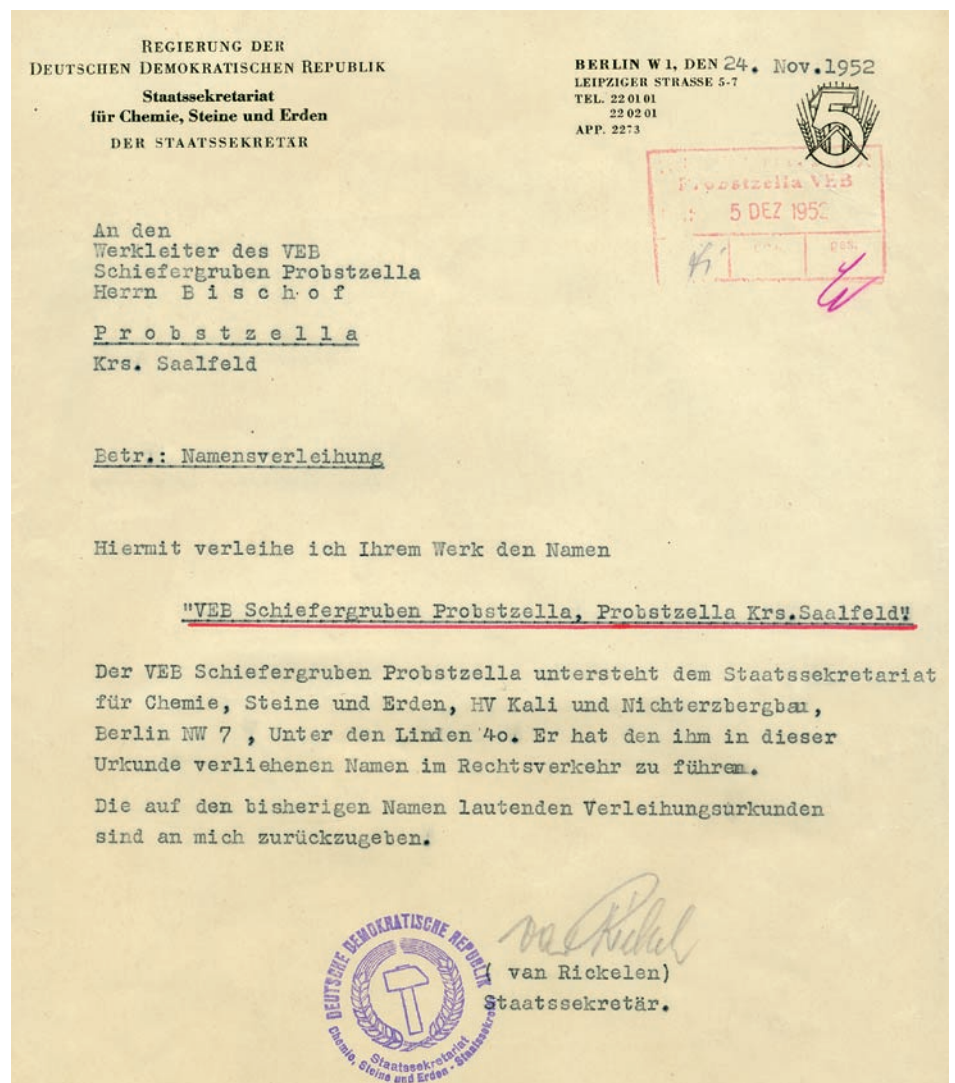 REGIERUNG DER
DEUTSCHEN DEMOKRATISCHEN REPUBLIK
Staatssekretariat
für Chemie, Steine und Erden
DER STAATSSEKRETÄR
BERLIN W 1, DEN 24. Nov.1952
LEIPZIGER STRASSE 5-7
TEL. 22 01 01
22 02 01
APP. 2273
5
Probstzella VEB
5 DEZ 1952
An den
Werkleiter des VEB
Schiefergruben Probstzella
Herrn B i s c h o f
P r o b s t z e l l a
Krs. Saalfeld
Betr.: Namensverleihung
Hiermit verleihe ich Ihrem Werk den Namen
"VEB Schiefergruben Probstzella, Probstzella Krs.Saalfeld"
Der VEB Schiefergruben Probstzella untersteht dem Staatssekretariat
für Chemie, Steine und Erden, HV Kali und Nichterzbergbau,
Berlin NW 7 , Unter den Linden 4o. Er hat den ihm in dieser
Urkunde verliehenen Namen im Rechtsverkehr zu führen.
Die auf den bisherigen Namen lautenden Verleihungsurkunden
sind an mich zurückzugeben.
( van Rickelen)
Staatssekretär.
DEUTSCHE DEMOKRATISCHE REPUBLIK
Staatssekretariat
Chemie, Steine und Erden - Staatssekre